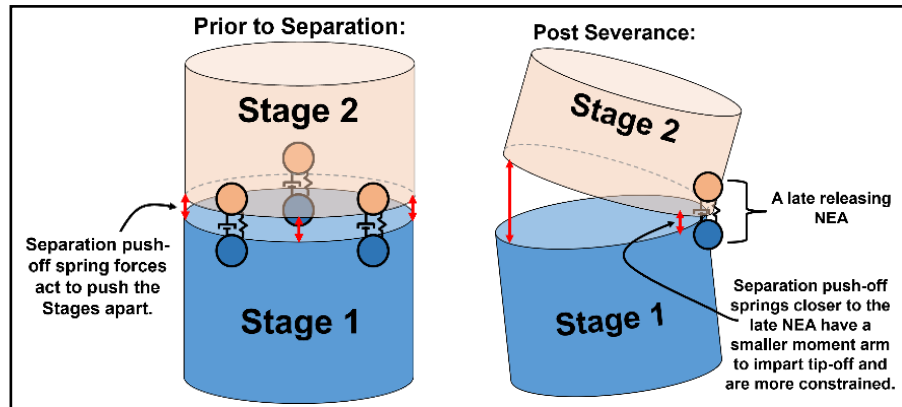 Prior to Separation:
Stage 2
Separation push-
off spring forces
act to push the
Stages apart.
Stage 1
Post Severance:
Stage 2
A late releasing
NEA
Stage 1
Separation push-off
springs closer to the
late NEA have a
smaller moment arm
to impart tip-off and
are more constrained.